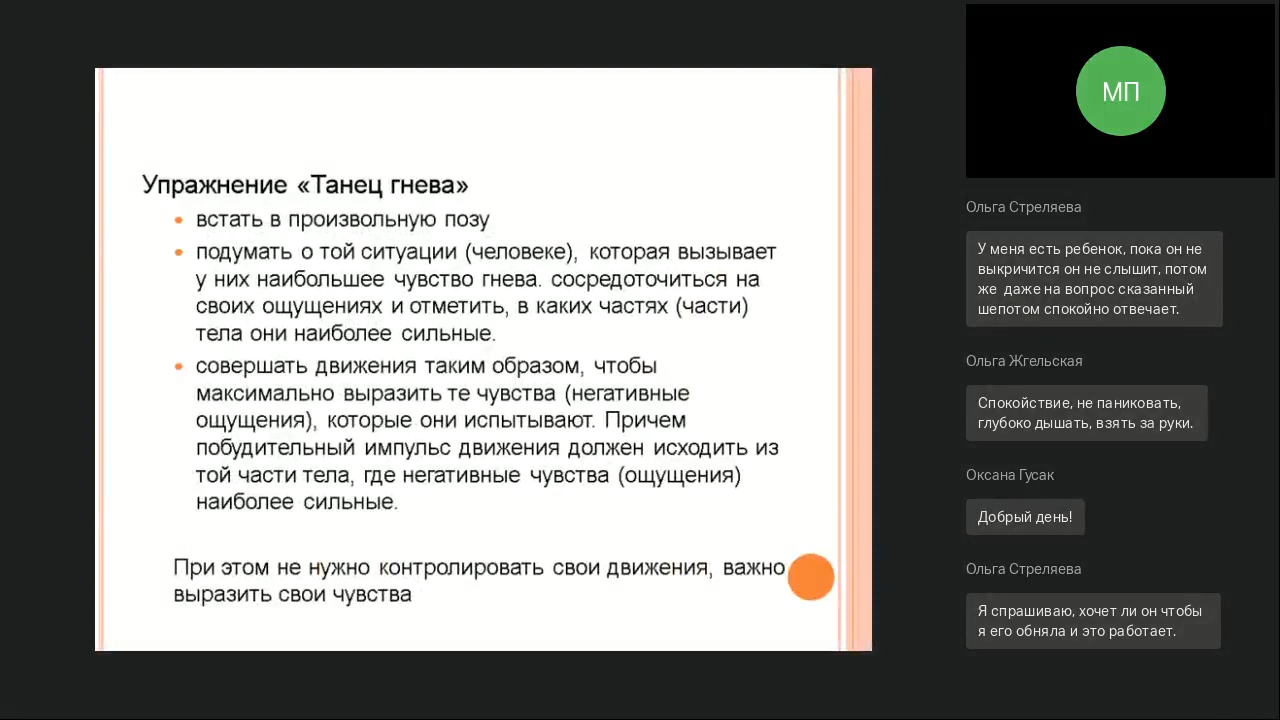 Упражнение «Танец гнева»
встать в произвольную позу
подумать о той ситуации (человеке), которая вызывает
у них наибольшее чувство гнева. сосредоточиться на
своих ощущениях и отметить, в каких частях (части)
тела они наиболее сильные.
совершать движения таким образом, чтобы
максимально выразить те чувства (негативные
ощущения), которые они испытывают. Причем
побудительный импульс движения должен исходить из
той части тела, где негативные чувства (ощущения)
наиболее сильные.
При этом не нужно контролировать свои движения, важно
выразить свои чувства
МП
Ольга Стреляева
У меня есть ребенок, пока он не
выкричится он не слышит, потом
же даже на вопрос сказанный
шепотом спокойно отвечает.
Ольга Жгельская
Спокойствие, не паниковать,
глубоко дышать, взять за руки.
Оксана Гусак
Добрый день!
Ольга Стреляева
Я спрашиваю, хочет ли он чтобы
я его обняла и это работает.